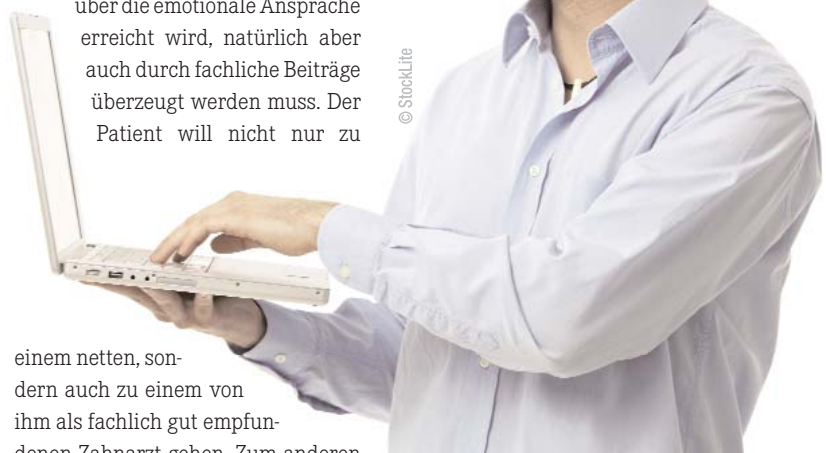 über die emotionale Ansprache
erreicht wird, natürlich aber
auch durch fachliche Beiträge
überzeugt werden muss. Der
Patient will nicht nur zu
© StockLite
einem netten, son-
dern auch zu einem von
ihm als fachlich gut empfun-
denen Zahnarzt gehen. Zum anderen